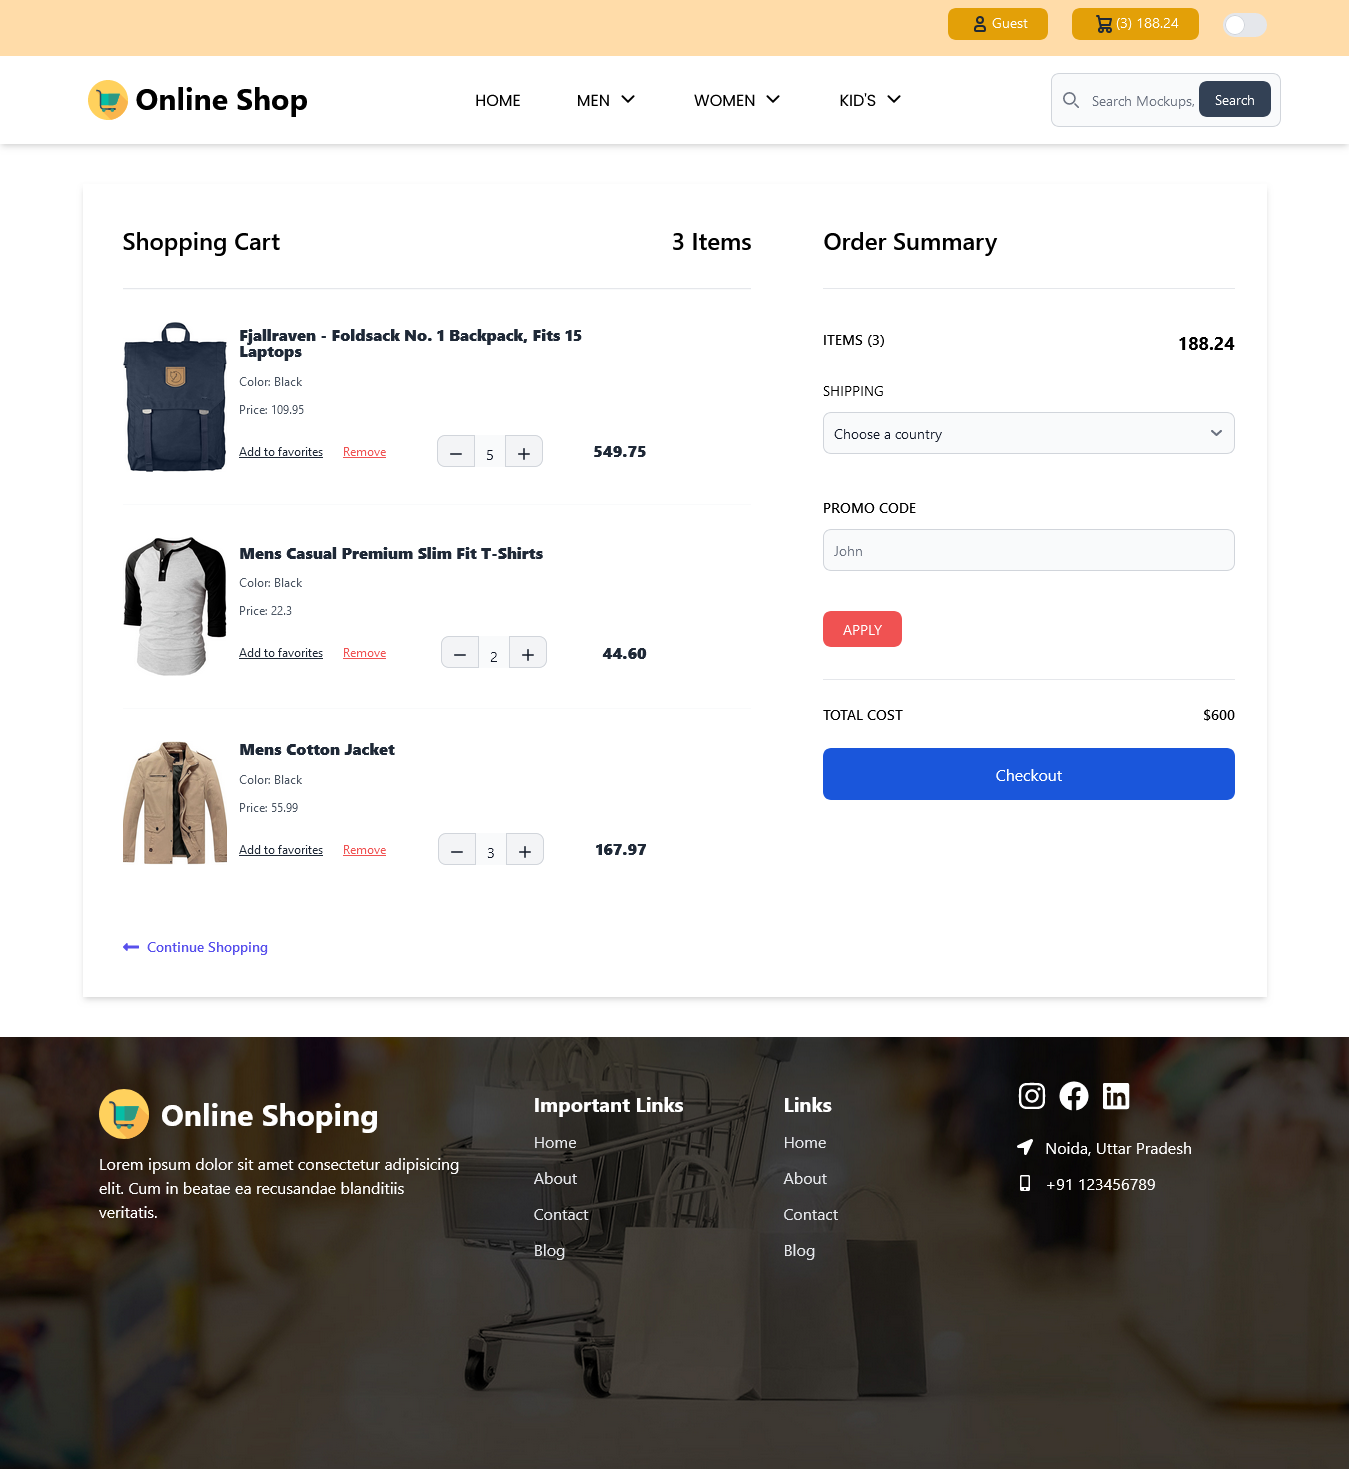 Guest
(3) 188.24
Online Shop
HOME
MEN
WOMEN
KID'S
Search Mockups,
Search
Shopping Cart
3 Items
Fjallraven - Foldsack No. 1 Backpack, Fits 15
Laptops
Color: Black
Price: 109.95
Add to favorites
Remove
5
549.75
Mens Casual Premium Slim Fit T-Shirts
Color: Black
Price: 22.3
Add to favorites
Remove
2
44.60
Mens Cotton Jacket
Color: Black
Price: 55.99
Add to favorites
Remove
3
167.97
Continue Shopping
Order Summary
ITEMS (3)
188.24
SHIPPING
Choose a country
PROMO CODE
John
APPLY
TOTAL COST
$600
Checkout
Online Shoping
Lorem ipsum dolor sit amet consectetur adipisicing
elit. Cum in beatae ea recusandae blanditiis
veritatis.
Important Links
Home
About
Contact
Blog
Links
Home
About
Contact
Blog
Noida, Uttar Pradesh
+91 123456789